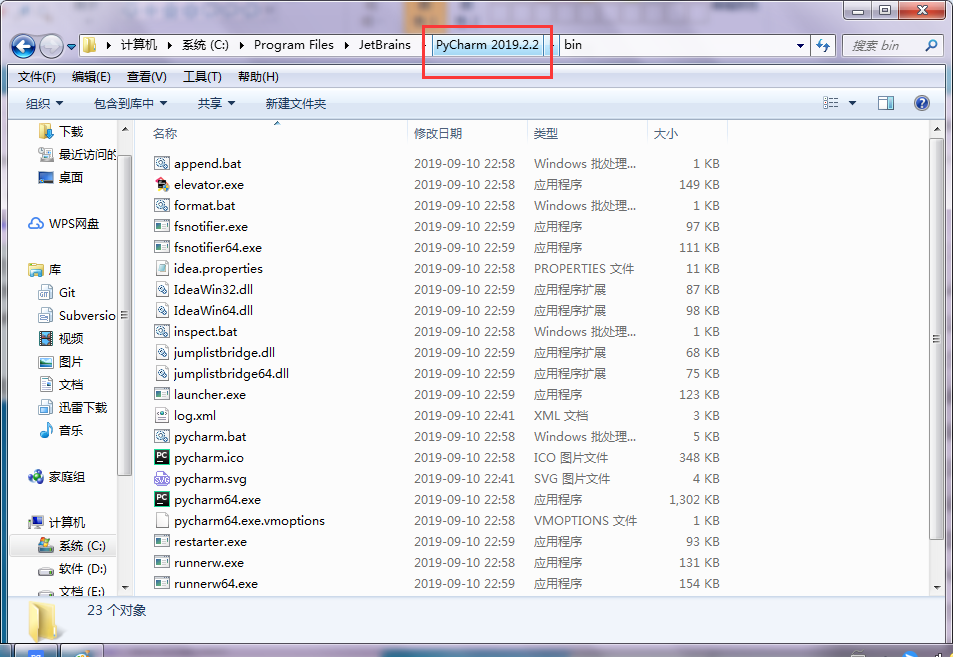 计算机 系统 (C:) Program Files JetBrains PyCharm 2019.2.2 bin 搜索 bin
文件(F) 编辑(E) 查看(V) 工具(T) 帮助(H)
组织 包含到库中 共享 新建文件夹
下载
最近访问的
桌面
WPS网盘
库
Git
Subversio
视频
图片
文档
迅雷下载
音乐
家庭组
计算机
系统 (C:)
软件 (D:)
文档 (E:)
名称 修改日期 类型 大小
append.bat 2019-09-10 22:58 Windows 批处理... 1 KB
elevator.exe 2019-09-10 22:58 应用程序 149 KB
format.bat 2019-09-10 22:58 Windows 批处理... 1 KB
fsnotifier.exe 2019-09-10 22:58 应用程序 97 KB
fsnotifier64.exe 2019-09-10 22:58 应用程序 111 KB
idea.properties 2019-09-10 22:58 PROPERTIES 文件 11 KB
IdeaWin32.dll 2019-09-10 22:59 应用程序扩展 87 KB
IdeaWin64.dll 2019-09-10 22:59 应用程序扩展 98 KB
inspect.bat 2019-09-10 22:58 Windows 批处理... 1 KB
jumplistbridge.dll 2019-09-10 22:59 应用程序扩展 68 KB
jumplistbridge64.dll 2019-09-10 22:59 应用程序扩展 75 KB
launcher.exe 2019-09-10 22:59 应用程序 123 KB
log.xml 2019-09-10 22:41 XML 文档 3 KB
pycharm.bat 2019-09-10 22:58 Windows 批处理... 5 KB
pycharm.ico 2019-09-10 22:58 ICO 图片文件 348 KB
pycharm.svg 2019-09-10 22:41 SVG 图片文件 4 KB
pycharm64.exe 2019-09-10 22:58 应用程序 1,302 KB
pycharm64.exe.vmoptions 2019-09-10 22:58 VMOPTIONS 文件 1 KB
restarter.exe 2019-09-10 22:59 应用程序 93 KB
runnerw.exe 2019-09-10 22:58 应用程序 131 KB
runnerw64.exe 2019-09-10 22:59 应用程序 154 KB
23 个对象